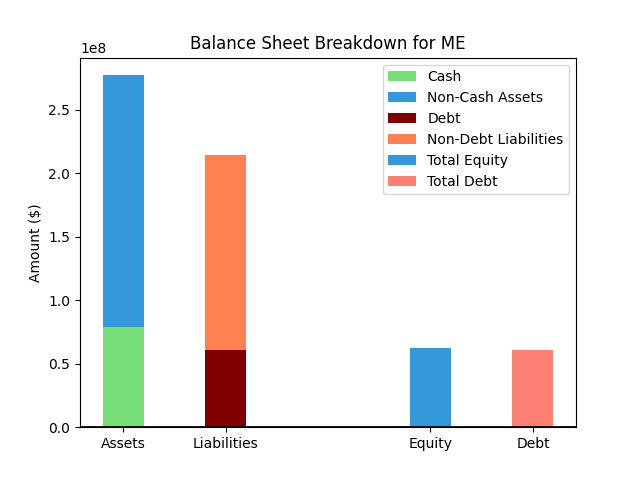 Balance Sheet Breakdown for ME
1e8
Cash
Non-Cash Assets
Debt
Non-Debt Liabilities
Total Equity
Total Debt
Amount ($)
2.5
2.0
1.5
1.0
0.5
0.0
Assets Liabilities Equity Debt